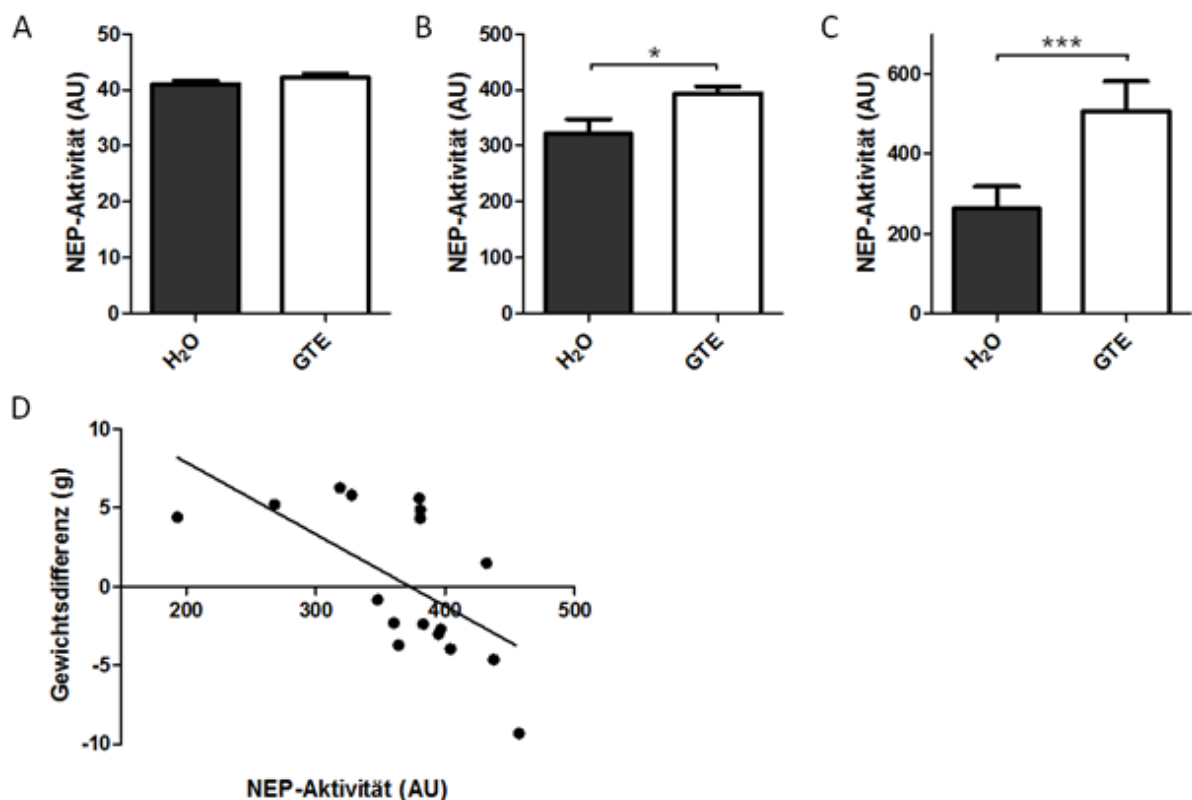 A
NEP-Aktivität (AU)
50
40
30
20
10
0
H₂O
GTE
B
NEP-Aktivität (AU)
500
400
300
200
100
0
*
H₂O
GTE
C
NEP-Aktivität (AU)
600
400
200
0
***
H₂O
GTE
D
Gewichtsdifferenz (g)
10
5
0
-5
-10
200
300
400
500
NEP-Aktivität (AU)